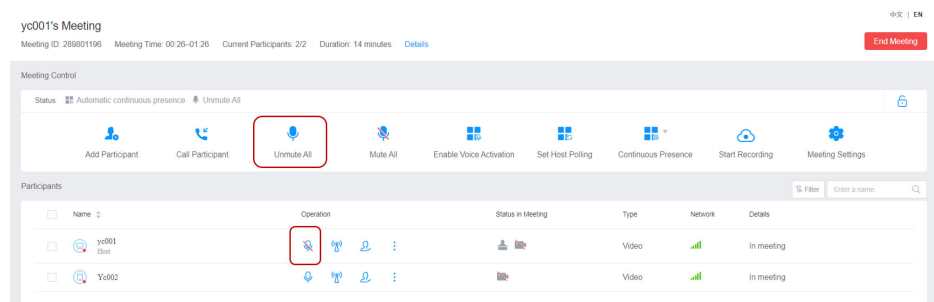 中文 | EN
yc001's Meeting
Meeting ID: 289801196 Meeting Time: 00:26-01:26 Current Participants: 2/2 Duration: 14 minutes Details
End Meeting
Meeting Control
Status Automatic continuous presence Unmute All
Add Participant Call Participant Unmute All Mute All Enable Voice Activation Set Host Polling Continuous Presence Start Recording Meeting Settings
Participants
Filter Enter a name.
Name Operation Status in Meeting Type Network Details
yc001 Video In meeting
Host
Yc002 Video In meeting